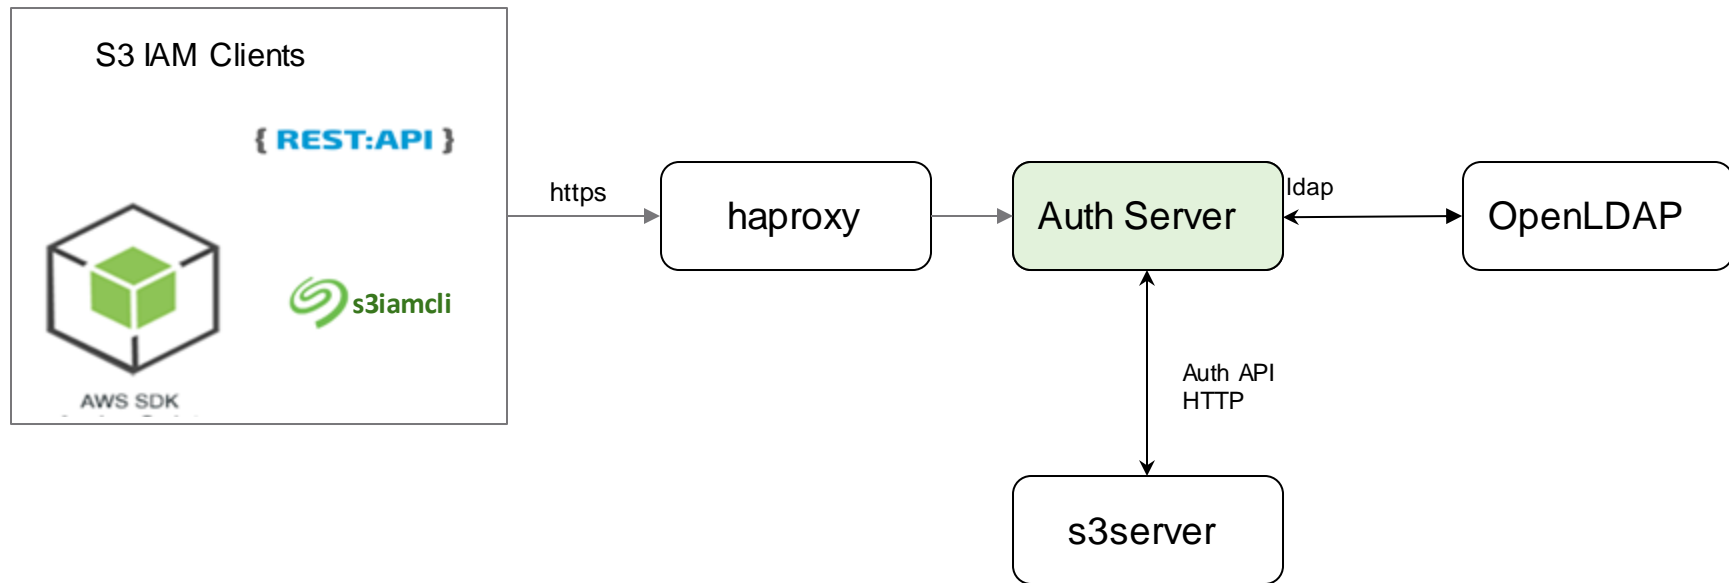 S3 IAM Clients
{ REST:API }
https
haproxy
Auth Server
ldap
OpenLDAP
s3iamcli
AWS SDK
Auth API
HTTP
s3server